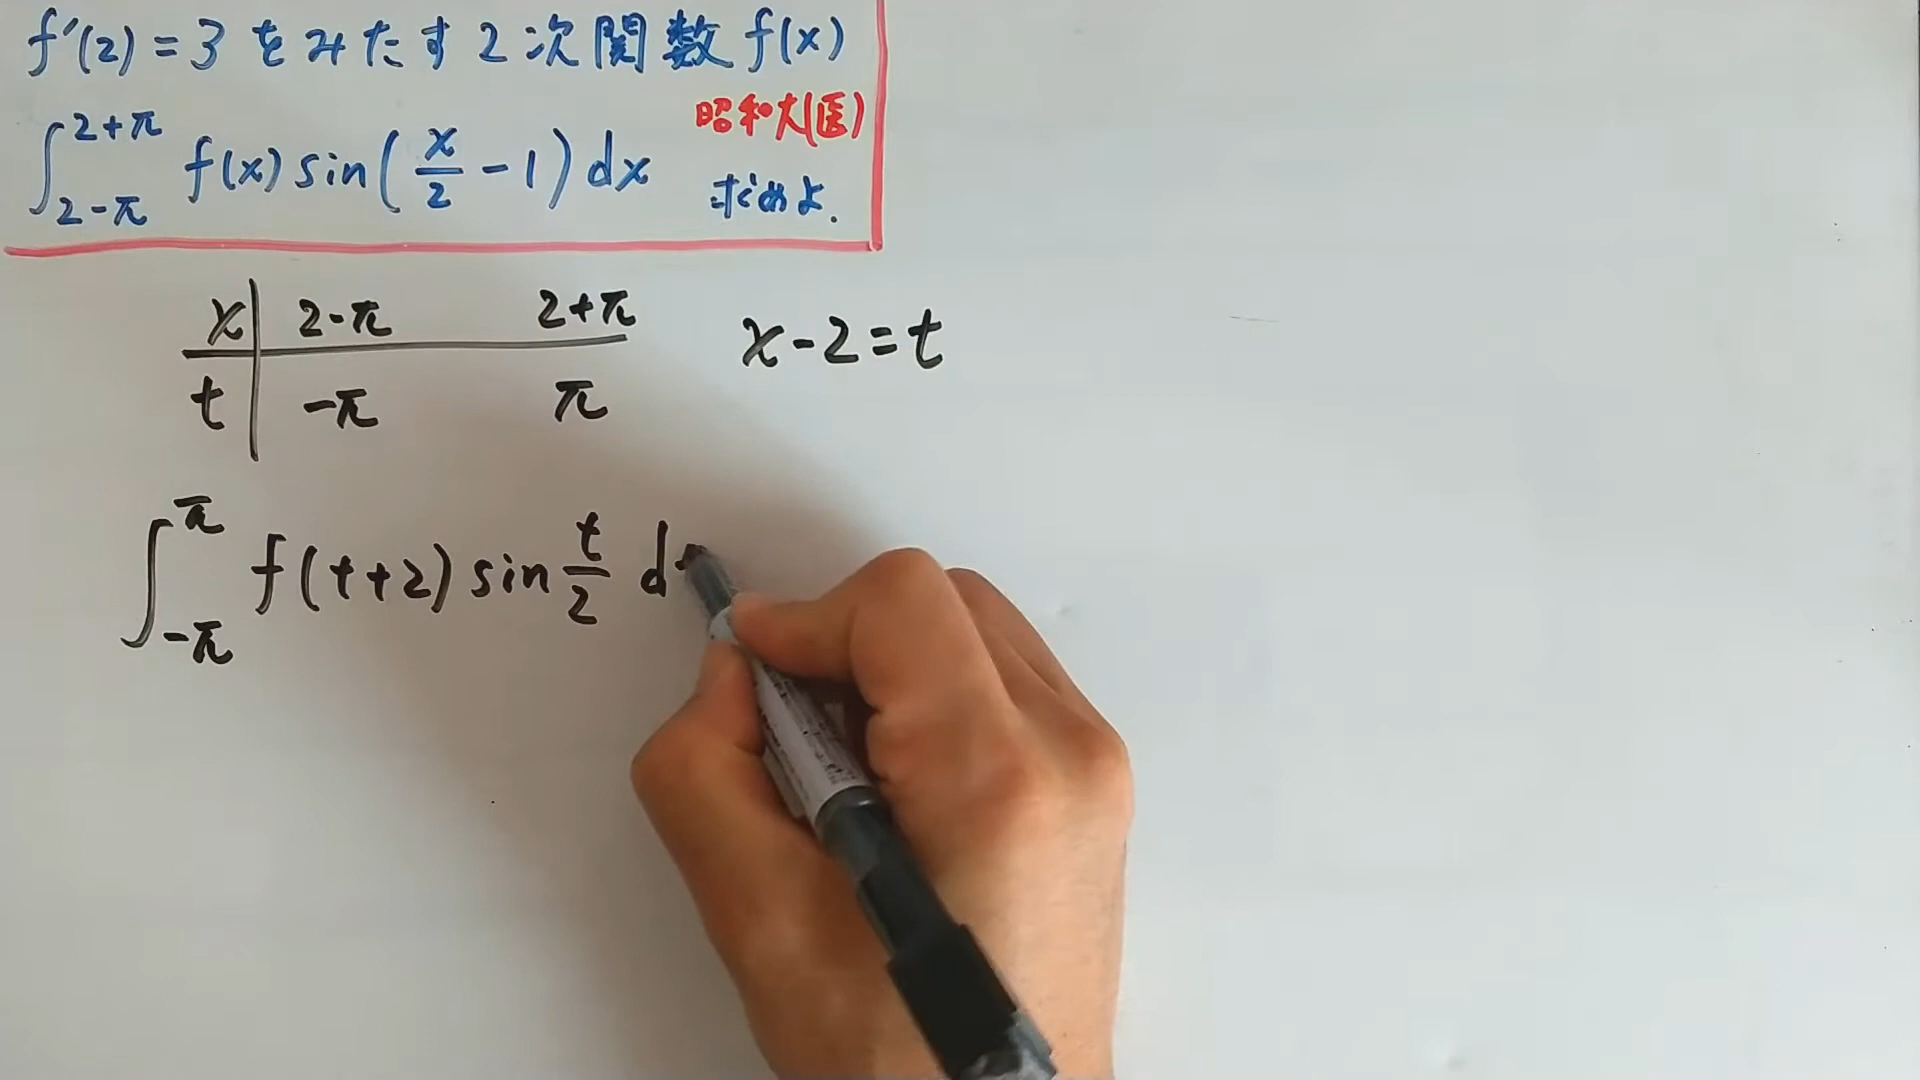 f'(2)=3をみたす2次関数f(x)
昭和大(医)
∫_{2-π}^{2+π} f(x) sin(x/2 - 1) dx 求めよ.
x | 2-π 2+π
x-2=t
t | -π π
∫_{-π}^{π} f(t+2) sin t/2 d